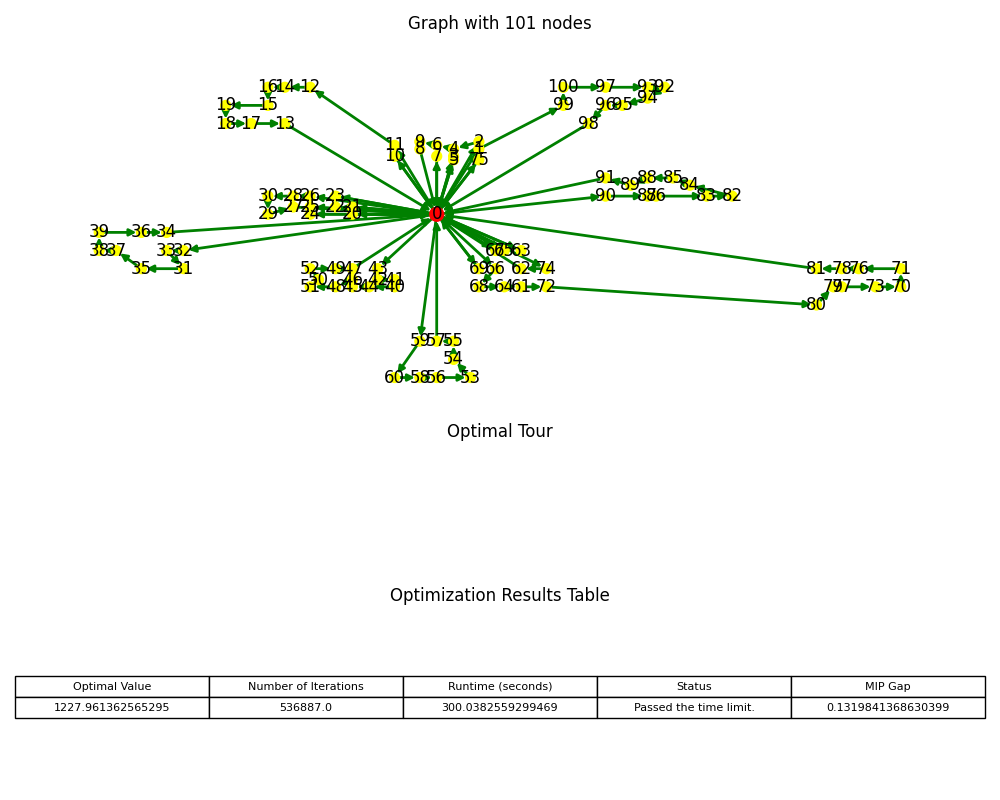 Graph with 101 nodes
16 14 12 100 97 93 92
19 15 99 96 95 94
18 17 13 98
11 9 6 4 2
10 8 7 3 1
5 75
91 89 88 85 84
30 28 26 23 90 87 86 83 82
29 27 25 22 21
24 20 0
39 36 34
38 37 33 32 67 65 63
35 31 52 49 47 43 69 66 62 74 81 78 76 71
50 46 42 41
51 48 45 44 40 68 64 61 72 79 77 73 70
80
59 57 55
54
60 58 56 53
Optimal Tour
Optimization Results Table
Optimal Value Number of Iterations Runtime (seconds) Status MIP Gap
1227.961362565295 536887.0 300.0382559299469 Passed the time limit. 0.1319841368630399